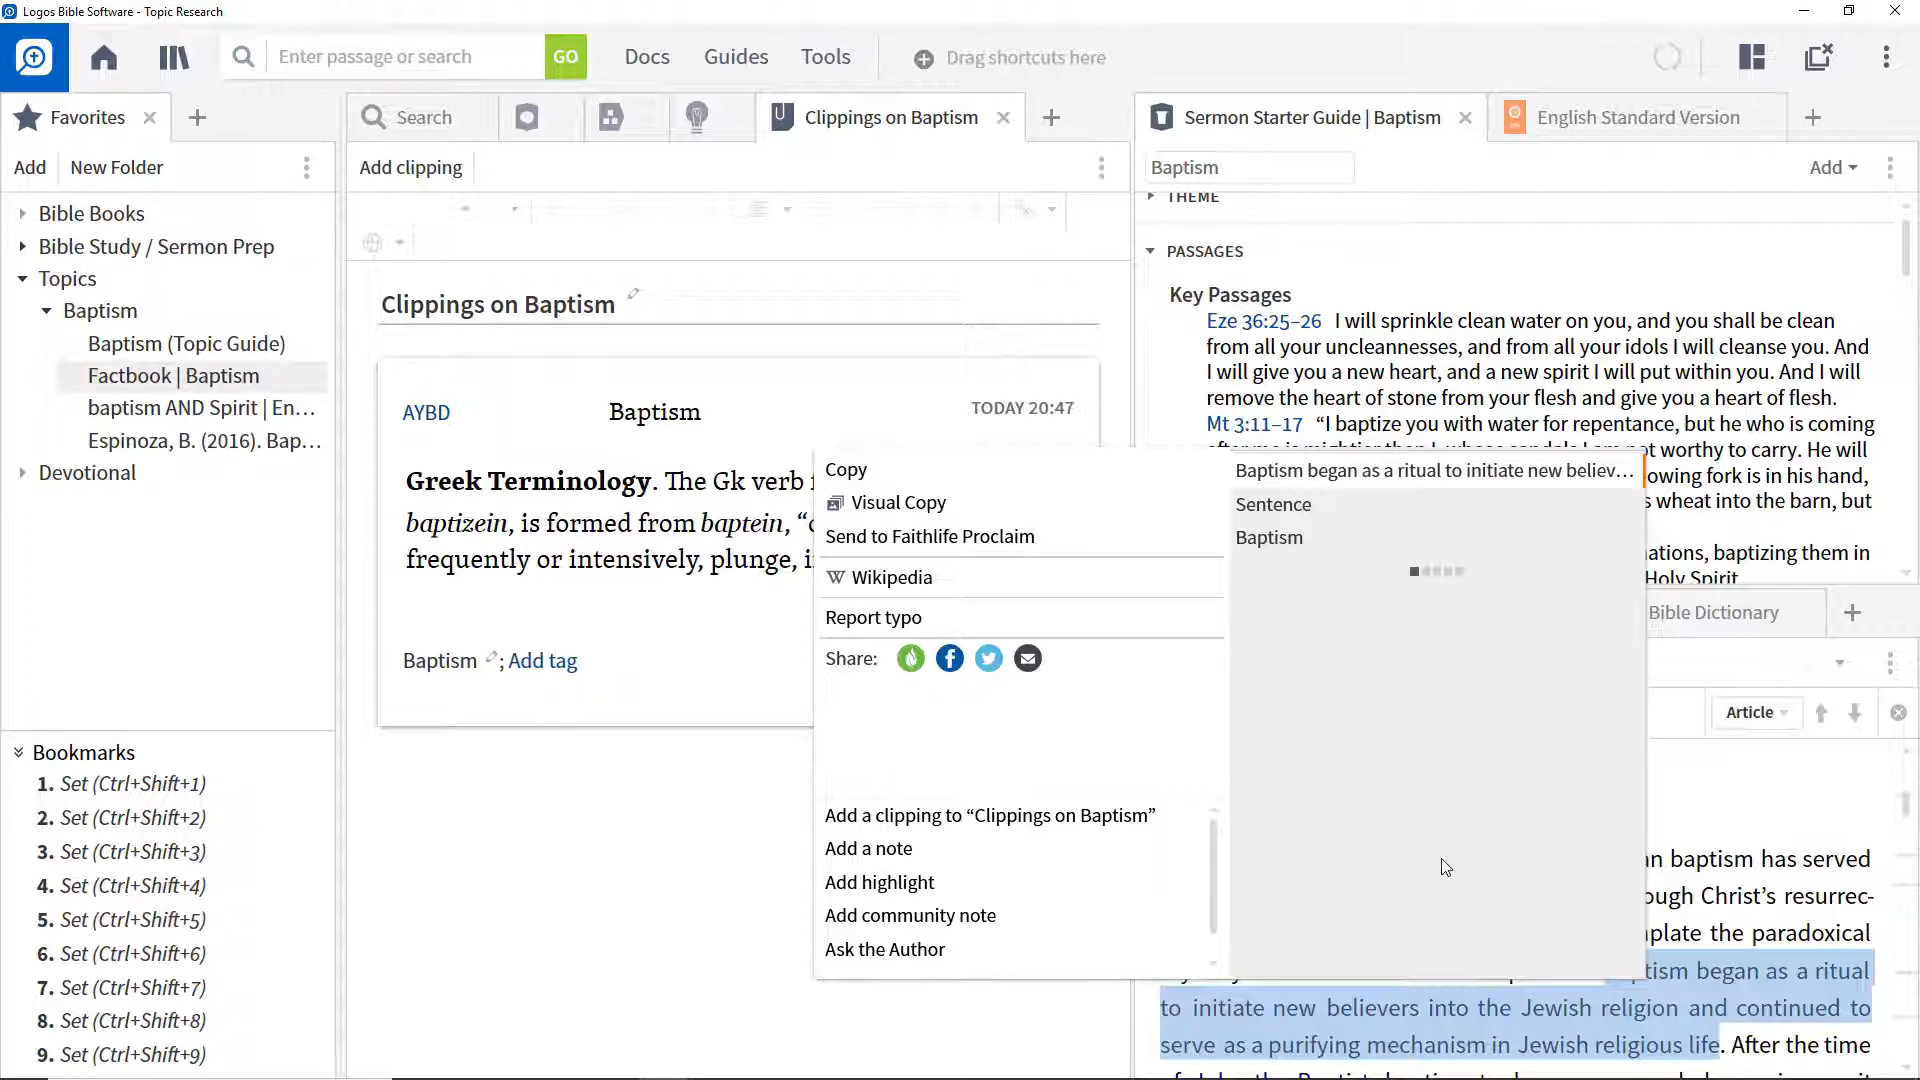 Logos Bible Software - Topic Research
Enter passage or search
GO
Docs
Guides
Tools
Drag shortcuts here
Favorites
Search
Clippings on Baptism
Sermon Starter Guide | Baptism
English Standard Version
Add
New Folder
Add clipping
Baptism
Add
Bible Books
Bible Study / Sermon Prep
Topics
Baptism
Baptism (Topic Guide)
Factbook | Baptism
baptism AND Spirit | En...
Espinoza, B. (2016). Bap...
Devotional
Bookmarks
1. Set (Ctrl+Shift+1)
2. Set (Ctrl+Shift+2)
3. Set (Ctrl+Shift+3)
4. Set (Ctrl+Shift+4)
5. Set (Ctrl+Shift+5)
6. Set (Ctrl+Shift+6)
7. Set (Ctrl+Shift+7)
8. Set (Ctrl+Shift+8)
9. Set (Ctrl+Shift+9)
Clippings on Baptism
AYBD
Baptism
TODAY 20:47
Greek Terminology. The Gk verb
baptizein, is formed from baptein, “
frequently or intensively, plunge,
Baptism ; Add tag
Copy
Visual Copy
Send to Faithlife Proclaim
Wikipedia
Report typo
Share:
Add a clipping to “Clippings on Baptism”
Add a note
Add highlight
Add community note
Ask the Author
Baptism began as a ritual to initiate new believ...
Sentence
Baptism
THEME
PASSAGES
Key Passages
Eze 36:25–26 I will sprinkle clean water on you, and you shall be clean
from all your uncleannesses, and from all your idols I will cleanse you. And
I will give you a new heart, and a new spirit I will put within you. And I will
remove the heart of stone from your flesh and give you a heart of flesh.
Mt 3:11–17 “I baptize you with water for repentance, but he who is coming
not worthy to carry. He will
owing fork is in his hand,
s wheat into the barn, but
ations, baptizing them in
Holy Spirit
Bible Dictionary
Article
an baptism has served
ough Christ’s resurrec-
plate the paradoxical
tism began as a ritual
to initiate new believers into the Jewish religion and continued to
serve as a purifying mechanism in Jewish religious life. After the time